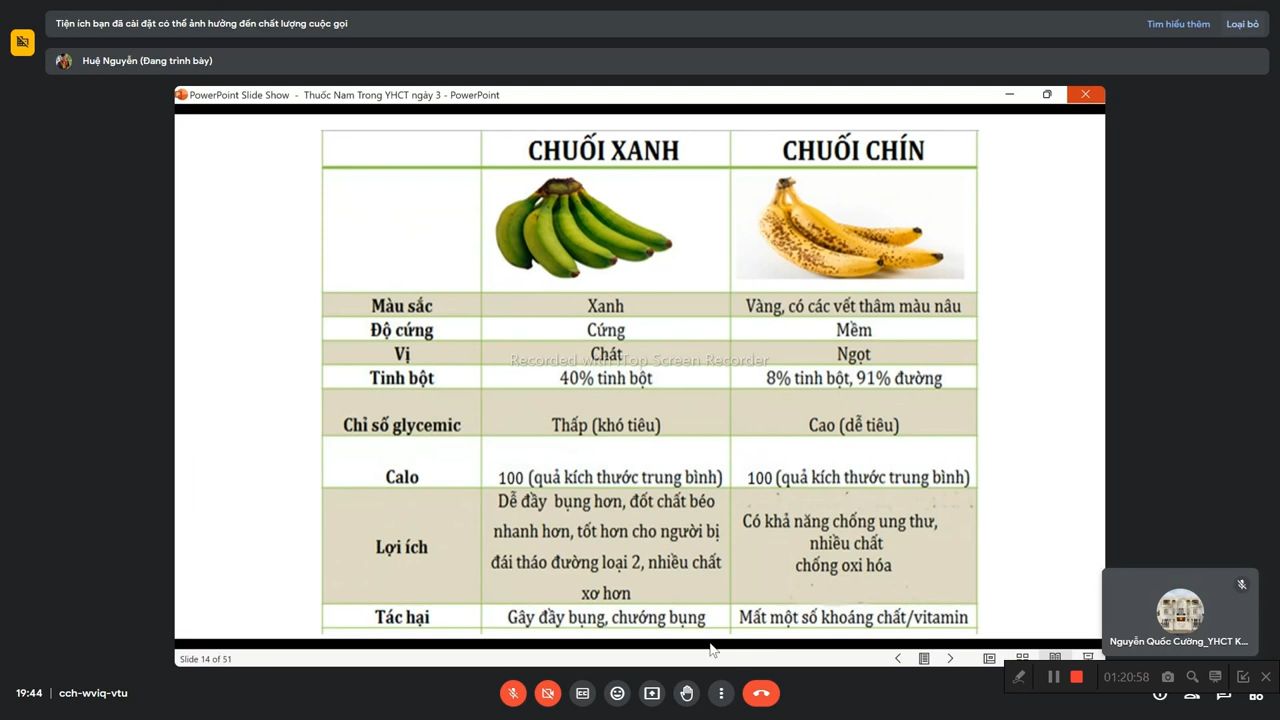 Tiện ích bạn đã cài đặt có thể ảnh hưởng đến chất lượng cuộc gọi
Tìm hiểu thêm
Loại bỏ
Huệ Nguyễn (Đang trình bày)
PowerPoint Slide Show - Thuốc Nam Trong YHCT ngày 3 - PowerPoint
CHUỐI XANH CHUỐI CHÍN
Màu sắc Xanh Vàng, có các vết thâm màu nâu
Độ cứng Cứng Mềm
Vị Chát Ngọt
Recorded with iTop Screen Recorder
Tinh bột 40% tinh bột 8% tinh bột, 91% đường
Chỉ số glycemic Thấp (khó tiêu) Cao (dễ tiêu)
Calo 100 (quả kích thước trung bình) 100 (quả kích thước trung bình)
Lợi ích
Dễ đầy bụng hơn, đốt chất béo
nhanh hơn, tốt hơn cho người bị
đái tháo đường loại 2, nhiều chất
xơ hơn
Có khả năng chống ung thư,
nhiều chất
chống oxi hóa
Tác hại Gây đầy bụng, chướng bụng Mất một số khoáng chất/vitamin
Nguyễn Quốc Cường_YHCT K...
Slide 14 of 51
01:20:58
19:44 cch-wviq-vtu